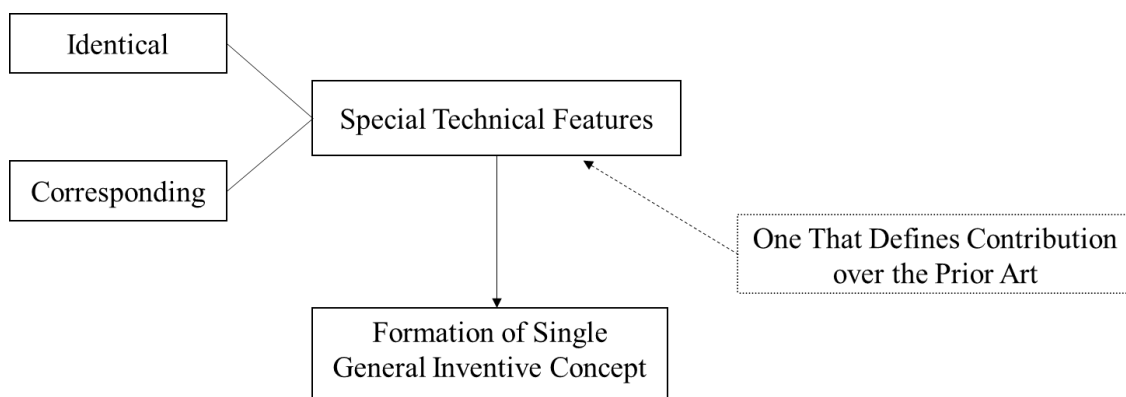 Identical
Special Technical Features
Corresponding
One That Defines Contribution
over the Prior Art
Formation of Single
General Inventive Concept